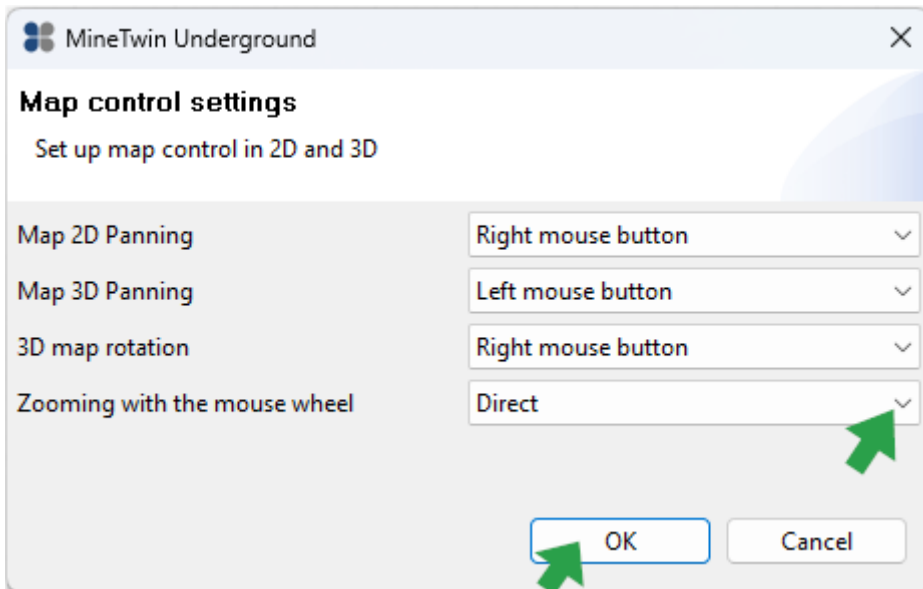 MineTwin Underground
Map control settings
Set up map control in 2D and 3D
Map 2D Panning Right mouse button
Map 3D Panning Left mouse button
3D map rotation Right mouse button
Zooming with the mouse wheel Direct
OK Cancel